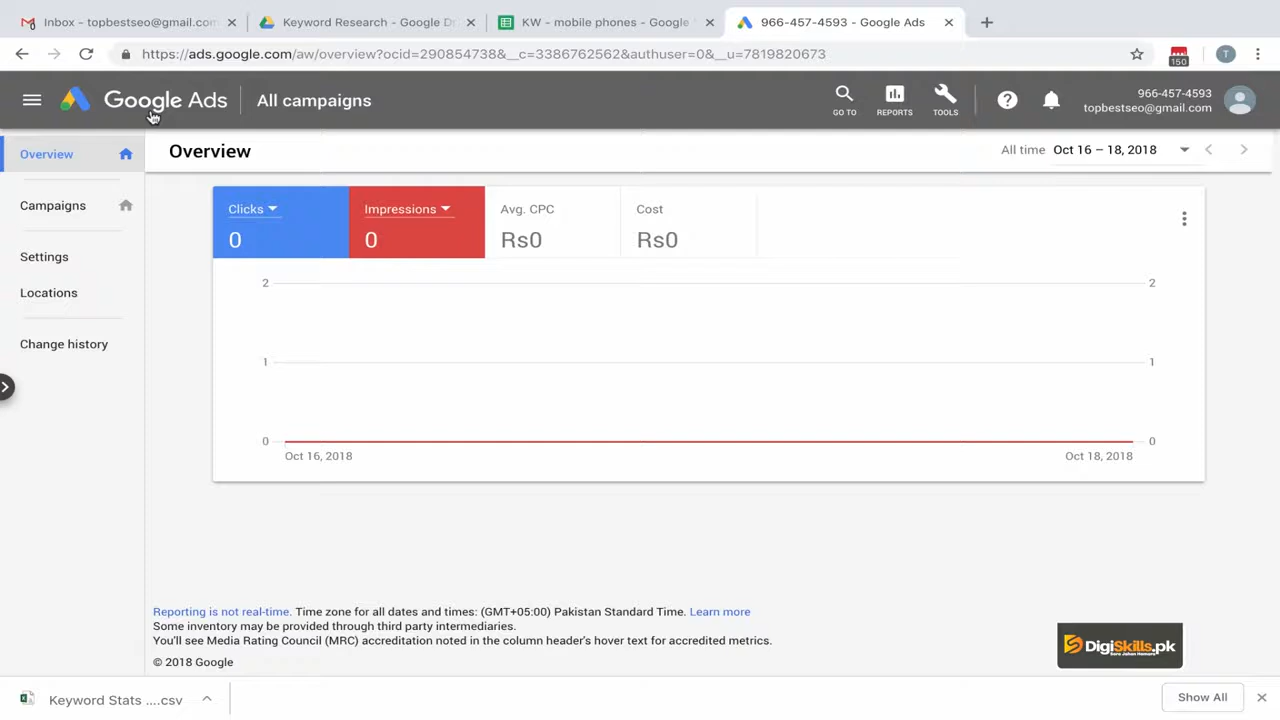 Inbox - topbestseo@gmail.com
Keyword Research - Google Dr
KW - mobile phones - Google
966-457-4593 - Google Ads
https://ads.google.com/aw/overview?ocid=290854738&__c=3386762562&authuser=0&__u=7819820673
150
T
Google Ads
All campaigns
GO TO
REPORTS
TOOLS
966-457-4593
topbestseo@gmail.com
Overview
Campaigns
Settings
Locations
Change history
Overview
All time Oct 16 – 18, 2018
Clicks
0
Impressions
0
Avg. CPC
Rs0
Cost
Rs0
2
2
1
1
0
0
Oct 16, 2018
Oct 18, 2018
Reporting is not real-time. Time zone for all dates and times: (GMT+05:00) Pakistan Standard Time. Learn more
Some inventory may be provided through third party intermediaries.
You'll see Media Rating Council (MRC) accreditation noted in the column header's hover text for accredited metrics.
© 2018 Google
DigiSkills.pk
Keyword Stats ....csv
Show All